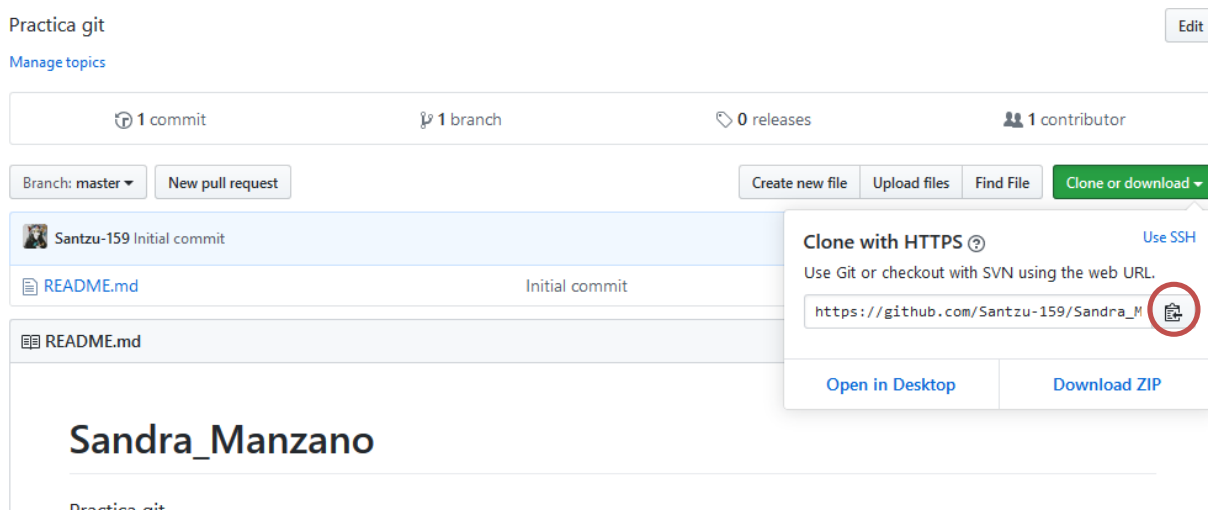 Practica git
Edit
Manage topics
1 commit
1 branch
0 releases
1 contributor
Branch: master
New pull request
Create new file
Upload files
Find File
Clone or download
Santzu-159 Initial commit
Clone with HTTPS
Use SSH
Use Git or checkout with SVN using the web URL.
README.md
Initial commit
https://github.com/Santzu-159/Sandra_M
README.md
Open in Desktop
Download ZIP
Sandra_Manzano
Practica git